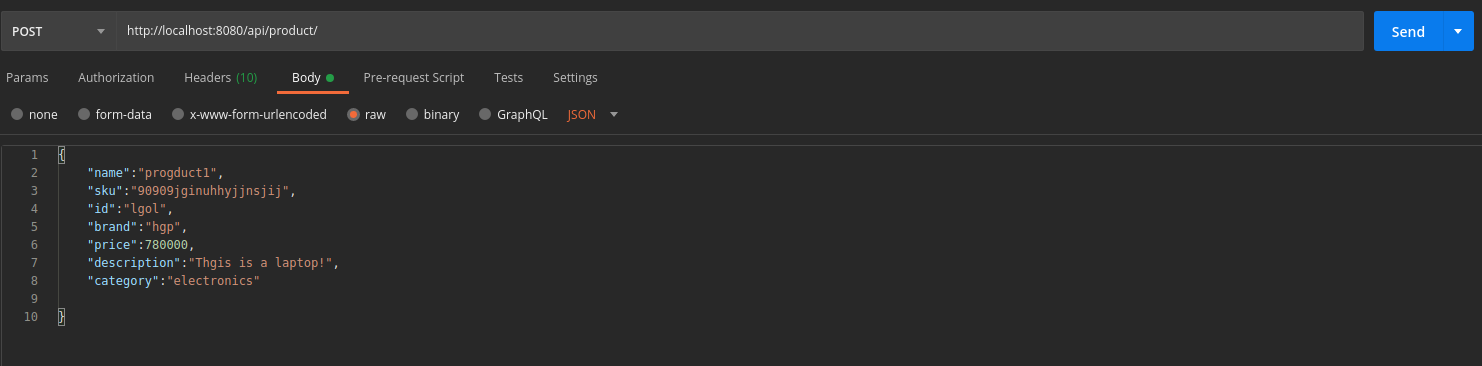 POST http://localhost:8080/api/product/ Send
Params Authorization Headers (10) Body Pre-request Script Tests Settings
none form-data x-www-form-urlencoded raw binary GraphQL JSON
1 {
2 "name":"progduct1",
3 "sku":"90909jginuhhyjjnsjij",
4 "id":"lgol",
5 "brand":"hgp",
6 "price":780000,
7 "description":"Thgis is a laptop!",
8 "category":"electronics"
9
10 }